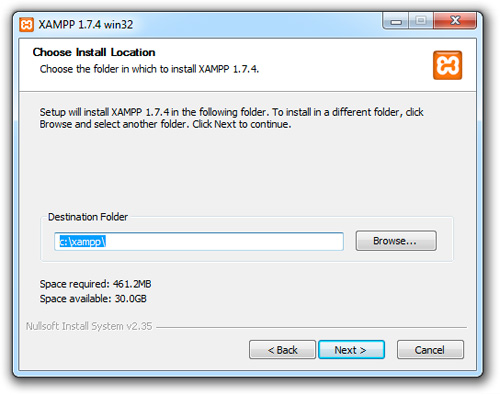 XAMPP 1.7.4 win32
Choose Install Location
Choose the folder in which to install XAMPP 1.7.4.
Setup will install XAMPP 1.7.4 in the following folder. To install in a different folder, click
Browse and select another folder. Click Next to continue.
Destination Folder
c:\xampp\
Browse...
Space required: 461.2MB
Space available: 30.0GB
Nullsoft Install System v2.35
< Back
Next >
Cancel